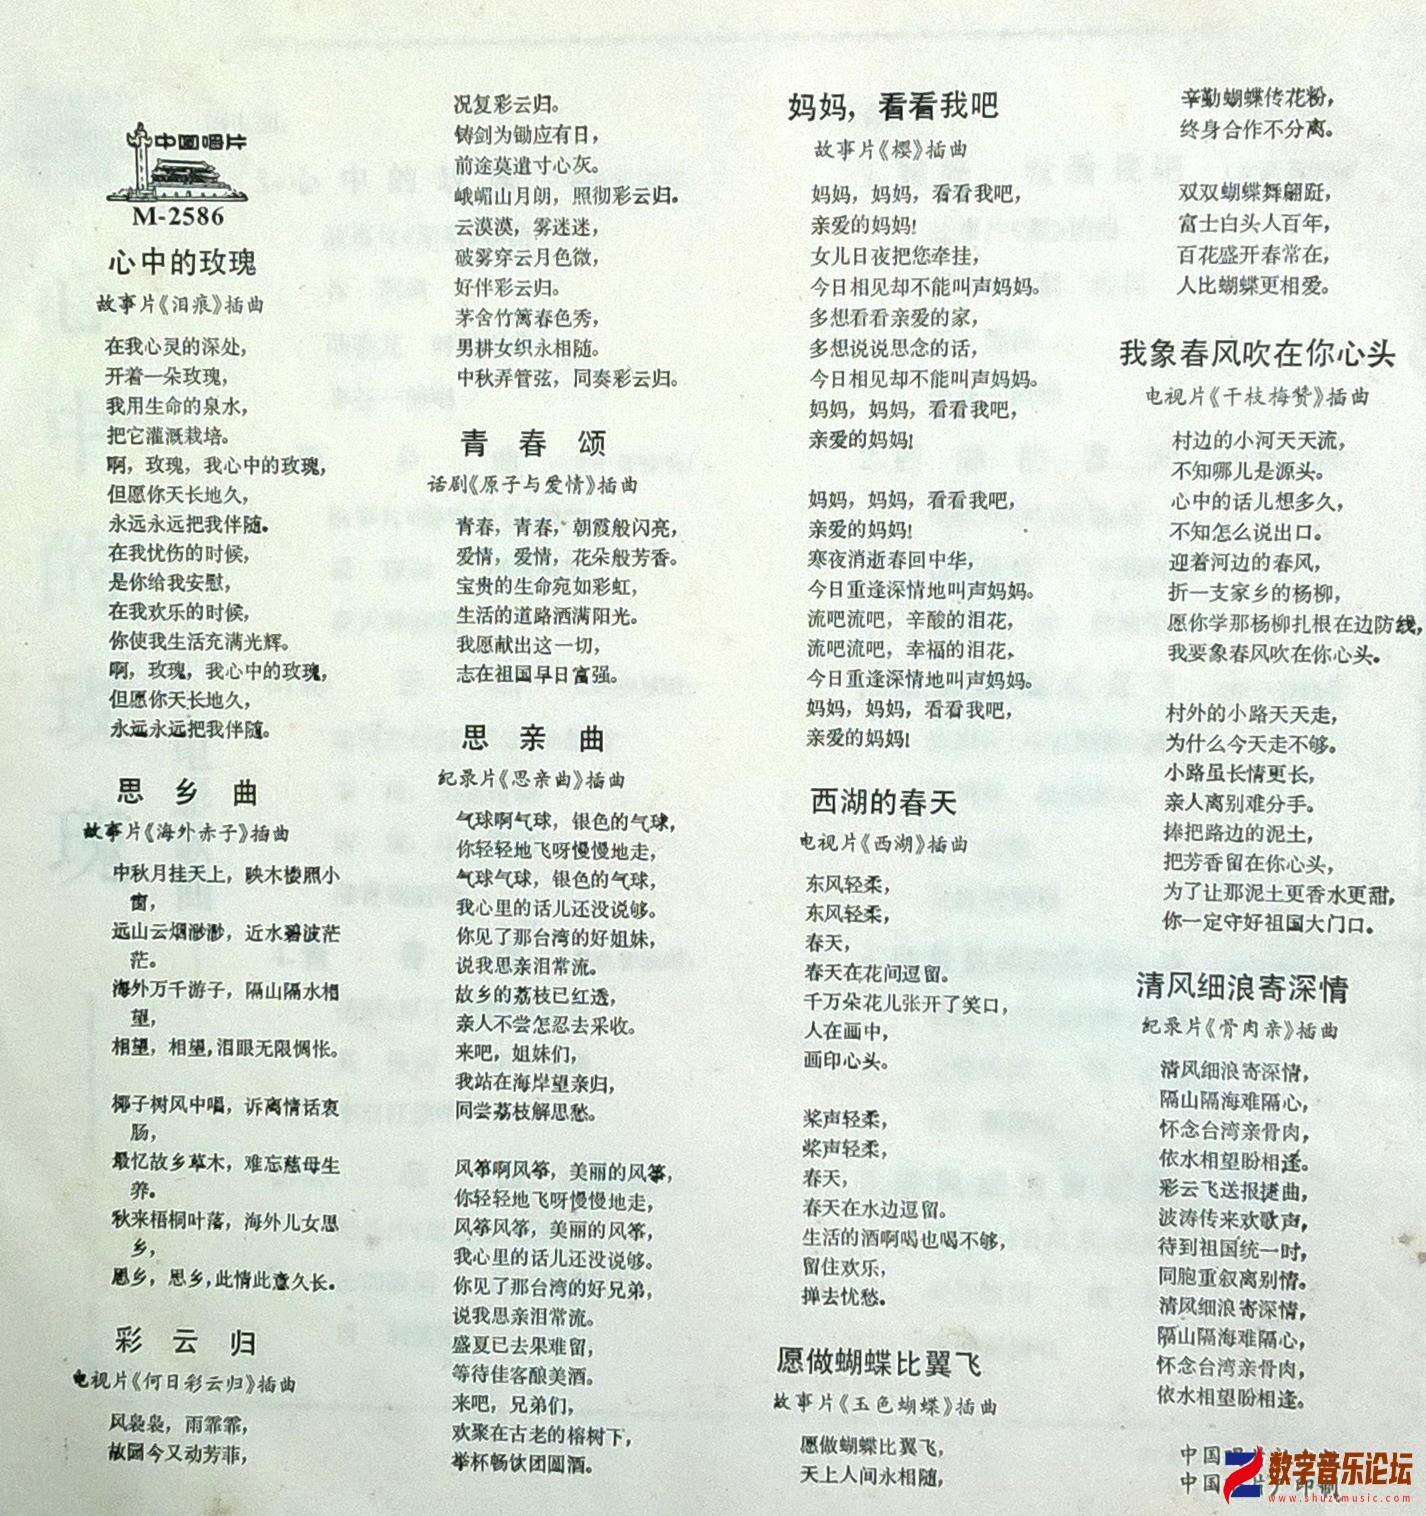 中国唱片
M-2586
心中的玫瑰
故事片《泪痕》插曲
在我心灵的深处，
开着一朵玫瑰，
我用生命的泉水，
把它灌溉栽培。
啊，玫瑰，我心中的玫瑰，
但愿你天长地久，
永远永远把我伴随。
在我忧伤的时候，
是你给我安慰，
在我欢乐的时候，
你使我生活充满光辉。
啊，玫瑰，我心中的玫瑰，
但愿你天长地久，
永远永远把我伴随。
思乡曲
故事片《海外赤子》插曲
中秋月挂天上，映木楼照小
窗，
远山云烟渺渺，近水碧波茫
茫。
海外万千游子，隔山隔水相
望，
相望，相望，泪眼无限惆怅。
椰子树风中唱，诉离情话衷
肠，
最忆故乡草木，难忘慈母生
养。
秋来梧桐叶落，海外儿女思
乡，
思乡，思乡，此情此意久长。
彩云归
电视片《何日彩云归》插曲
风袅袅，雨霏霏，
故园今又动芳菲，
况复彩云归。
铸剑为锄应有日，
前途莫遣寸心灰。
峨嵋山月朗，照彻彩云归。
云漠漠，雾迷迷，
破雾穿云月色微，
好伴彩云归。
茅舍竹篱春色秀，
男耕女织永相随。
中秋弄管弦，同奏彩云归。
青春颂
话剧《原子与爱情》插曲
青春，青春，朝霞般闪亮，
爱情，爱情，花朵般芳香。
宝贵的生命宛如彩虹，
生活的道路洒满阳光。
我愿献出这一切，
志在祖国早日富强。
思亲曲
纪录片《思亲曲》插曲
气球啊气球，银色的气球，
你轻轻地飞呀慢慢地走，
气球气球，银色的气球，
我心里的话儿还没说够。
你见了那台湾的好姐妹，
说我思亲泪常流。
故乡的荔枝已红透，
亲人不尝怎忍去采收。
来吧，姐妹们，
我站在海岸望亲归，
同尝荔枝解思愁。
风筝啊风筝，美丽的风筝，
你轻轻地飞呀慢慢地走，
风筝风筝，美丽的风筝，
我心里的话儿还没说够。
你见了那台湾的好兄弟，
说我思亲泪常流。
盛夏已去果难留，
等待佳客酿美酒。
来吧，兄弟们，
欢聚在古老的榕树下，
举杯畅饮团圆酒。
妈妈，看看我吧
故事片《樱》插曲
妈妈，妈妈，看看我吧，
亲爱的妈妈！
女儿日夜把您牵挂，
今日相见却不能叫声妈妈。
多想看看亲爱的家，
多想说说思念的话，
今日相见却不能叫声妈妈。
妈妈，妈妈，看看我吧，
亲爱的妈妈！
妈妈，妈妈，看看我吧，
亲爱的妈妈！
寒夜消逝春回中华，
今日重逢深情地叫声妈妈。
流吧流吧，辛酸的泪花，
流吧流吧，幸福的泪花，
今日重逢深情地叫声妈妈。
妈妈，妈妈，看看我吧，
亲爱的妈妈！
西湖的春天
电视片《西湖》插曲
东风轻柔，
东风轻柔，
春天，
春天在花间逗留。
千万朵花儿张开了笑口，
人在画中，
画印心头。
桨声轻柔，
桨声轻柔，
春天，
春天在水边逗留。
生活的酒啊喝也喝不够，
留住欢乐，
掸去忧愁。
愿做蝴蝶比翼飞
故事片《玉色蝴蝶》插曲
愿做蝴蝶比翼飞，
天上人间永相随，
辛勤蝴蝶传花粉，
终身合作不分离。
双双蝴蝶舞翩跹，
富士白头人百年，
百花盛开春常在，
人比蝴蝶更相爱。
我象春风吹在你心头
电视片《千枝梅赞》插曲
村边的小河天天流，
不知哪儿是源头。
心中的话儿想多久，
不知怎么说出口。
迎着河边的春风，
折一支家乡的杨柳，
愿你学那杨柳扎根在边防线，
我要象春风吹在你心头。
村外的小路天天走，
为什么今天走不够。
小路虽长情更长，
亲人离别难分手。
捧把路边的泥土，
把芳香留在你心头，
为了让那泥土更香水更甜，
你一定守好祖国大门口。
清风细浪寄深情
纪录片《骨肉亲》插曲
清风细浪寄深情，
隔山隔海难隔心，
怀念台湾亲骨肉，
依水相望盼相逢。
彩云飞送报捷曲，
波涛传来欢歌声，
待到祖国统一时，
同胞重叙离别情。
清风细浪寄深情，
隔山隔海难隔心，
怀念台湾亲骨肉，
依水相望盼相逢。
中国
中国 印制
数字音乐论坛
www.shuzimusic.com